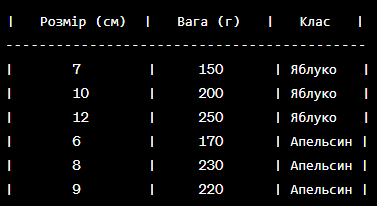 | Розмір (см) | Вага (г) | Клас |
--------------------------------------------
| 7 | 150 | Яблуко |
| 10 | 200 | Яблуко |
| 12 | 250 | Яблуко |
| 6 | 170 | Апельсин |
| 8 | 230 | Апельсин |
| 9 | 220 | Апельсин |